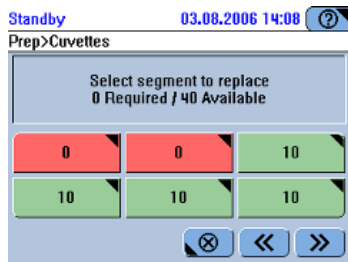 Standby 03.08.2006 14:08 ?
Prep>Cuvettes
Select segment to replace
0 Required / 40 Available
0 0 10
10 10 10